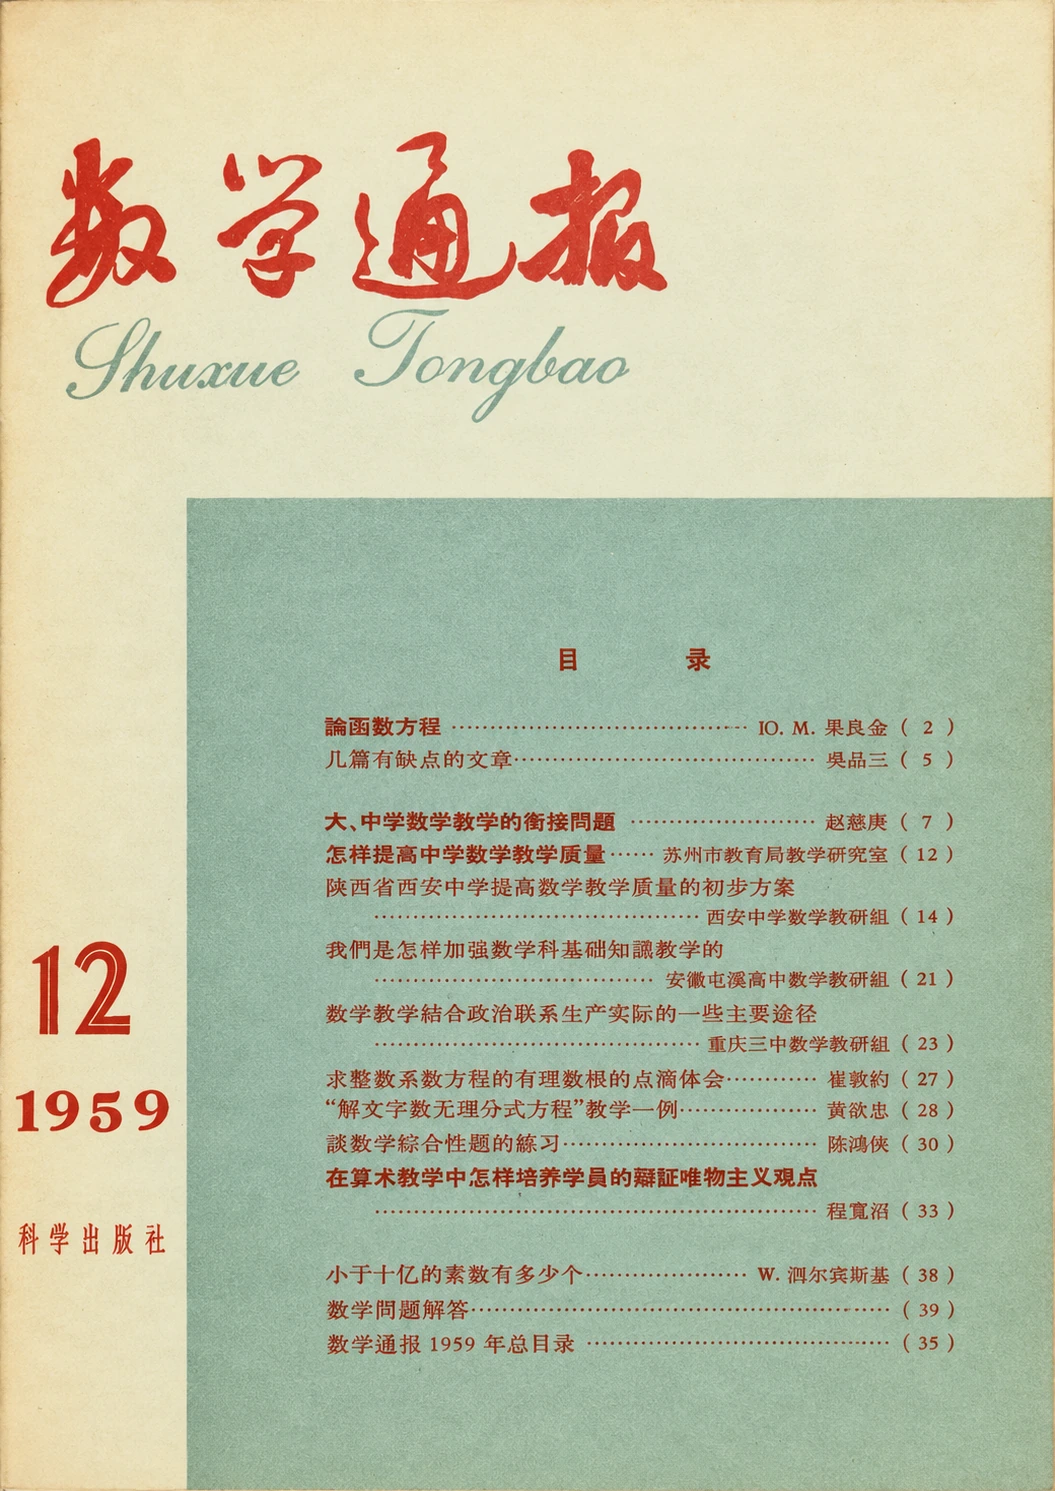 数学通报
Shuxue Tongbao
目 录
論函数方程 ………………………………… Ю. М. 果良金 ( 2 )
几篇有缺点的文章………………………………… 吳品三 ( 5 )
大、中学数学教学的衔接問題 …………………… 赵慈庚 ( 7 )
怎样提高中学数学教学质量…… 苏州市教育局教学研究室 ( 12 )
陕西省西安中学提高数学教学质量的初步方案
…………………………………… 西安中学数学教研組 ( 14 )
我們是怎样加强数学科基础知識教学的
……………………………… 安徽屯溪高中数学教研組 ( 21 )
数学教学結合政治联系生产实际的一些主要途径
…………………………………… 重庆三中数学教研組 ( 23 )
求整数系数方程的有理数根的点滴体会………… 崔敦約 ( 27 )
“解文字数无理分式方程”教学一例……………… 黄欲忠 ( 28 )
談数学綜合性题的練习…………………………… 陈鴻侠 ( 30 )
在算术教学中怎样培养学員的辯証唯物主义观点
………………………………………………… 程寬沼 ( 33 )
小于十亿的素数有多少个………………… W. 泗尔宾斯基 ( 38 )
数学問題解答……………………………………………… ( 39 )
数学通报 1959 年总目录 ………………………………… ( 35 )
12
1959
科学出版社